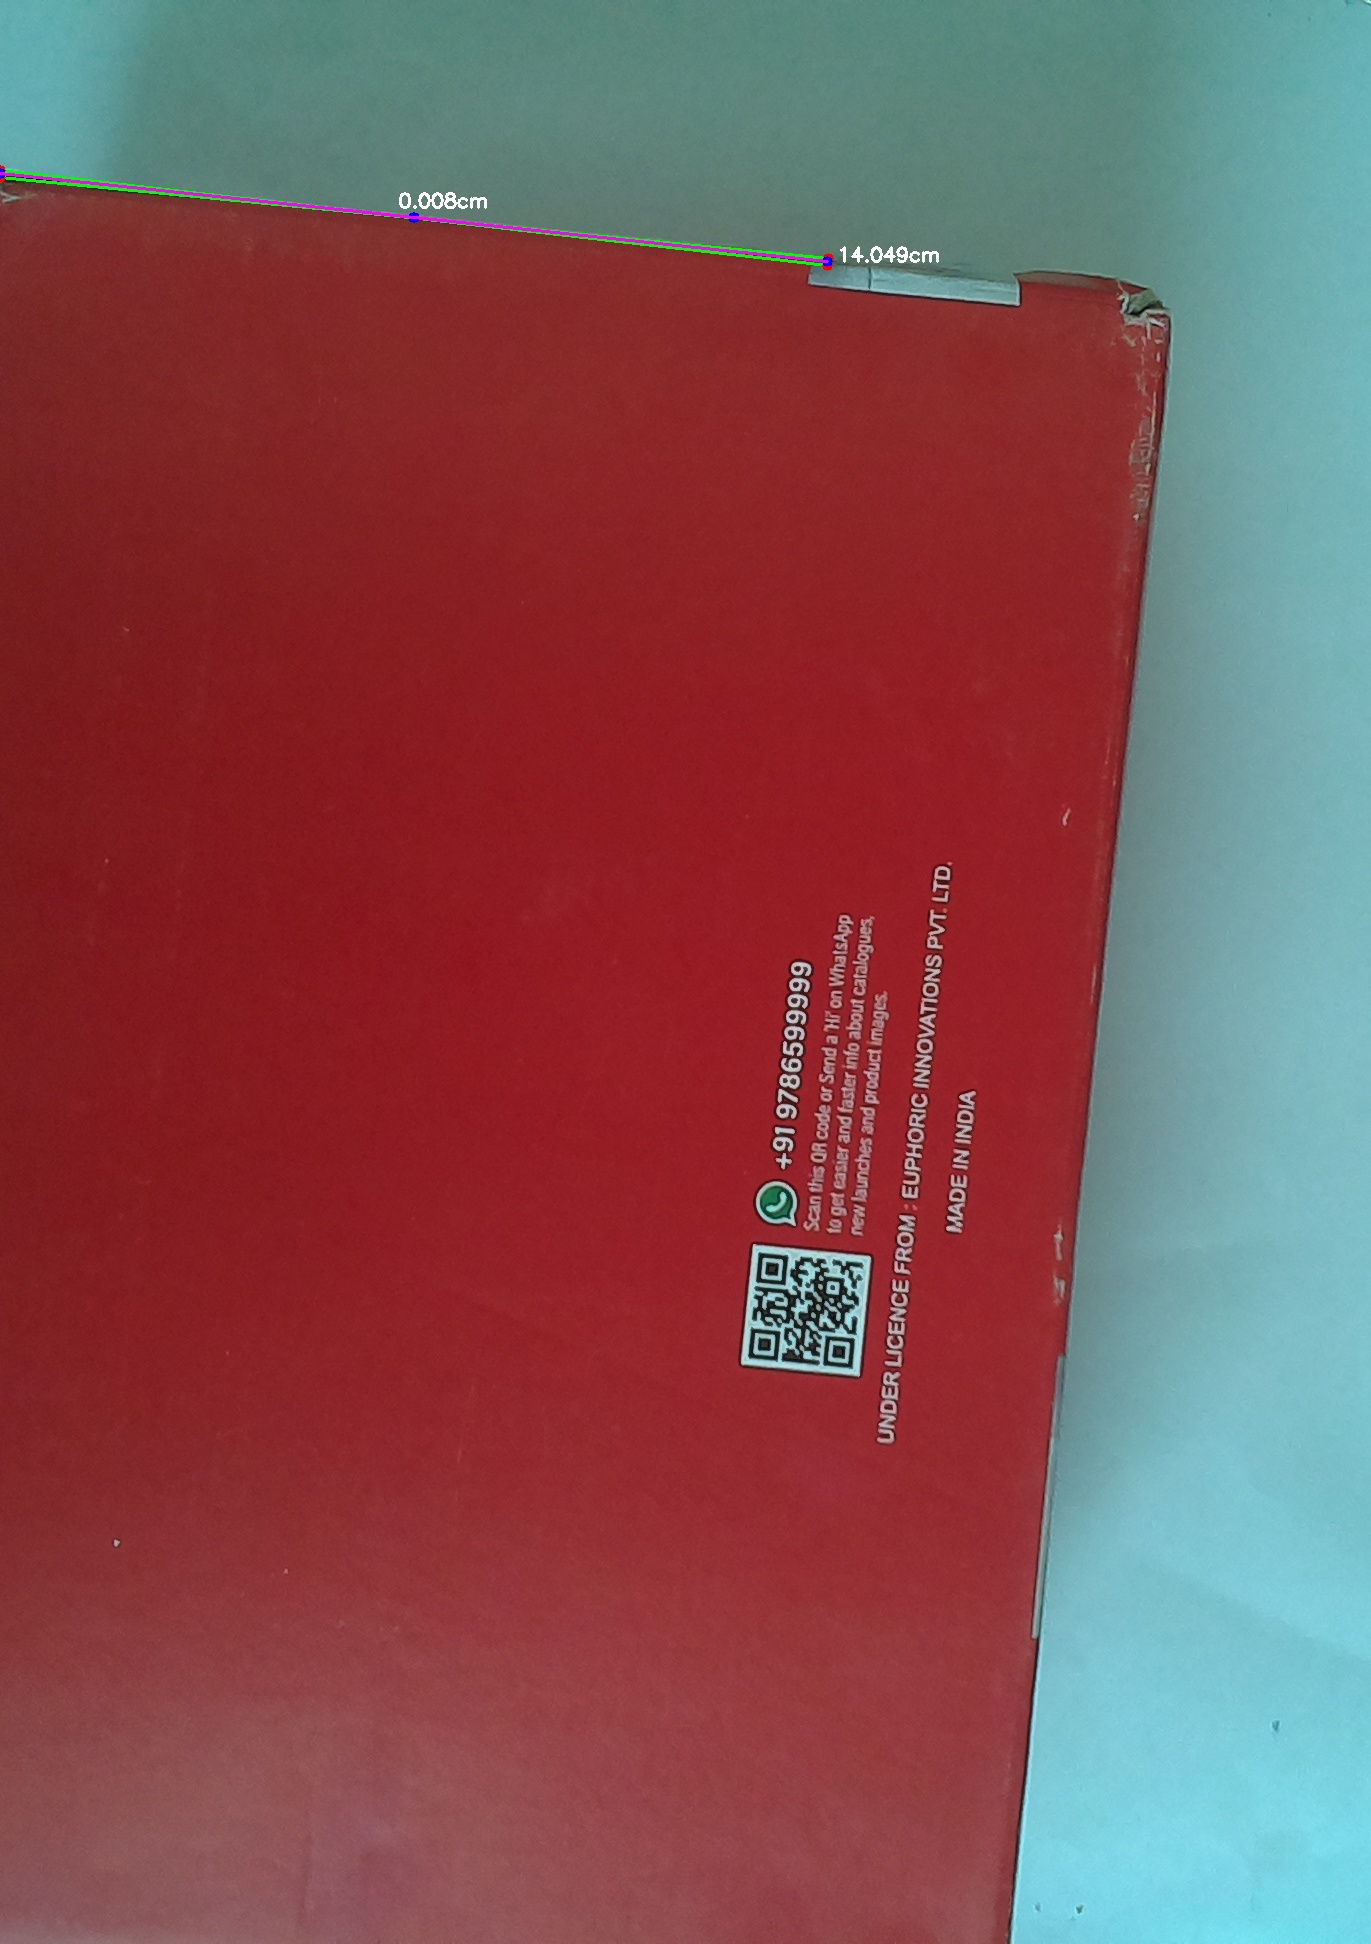 0.008cm
14.049cm
+91 9786599999
Scan this QR code or Send a 'Hi' on WhatsApp
to get easier and faster info about catalogues,
new launches and product images.
UNDER LICENCE FROM : EUPHORIC INNOVATIONS PVT. LTD.
MADE IN INDIA